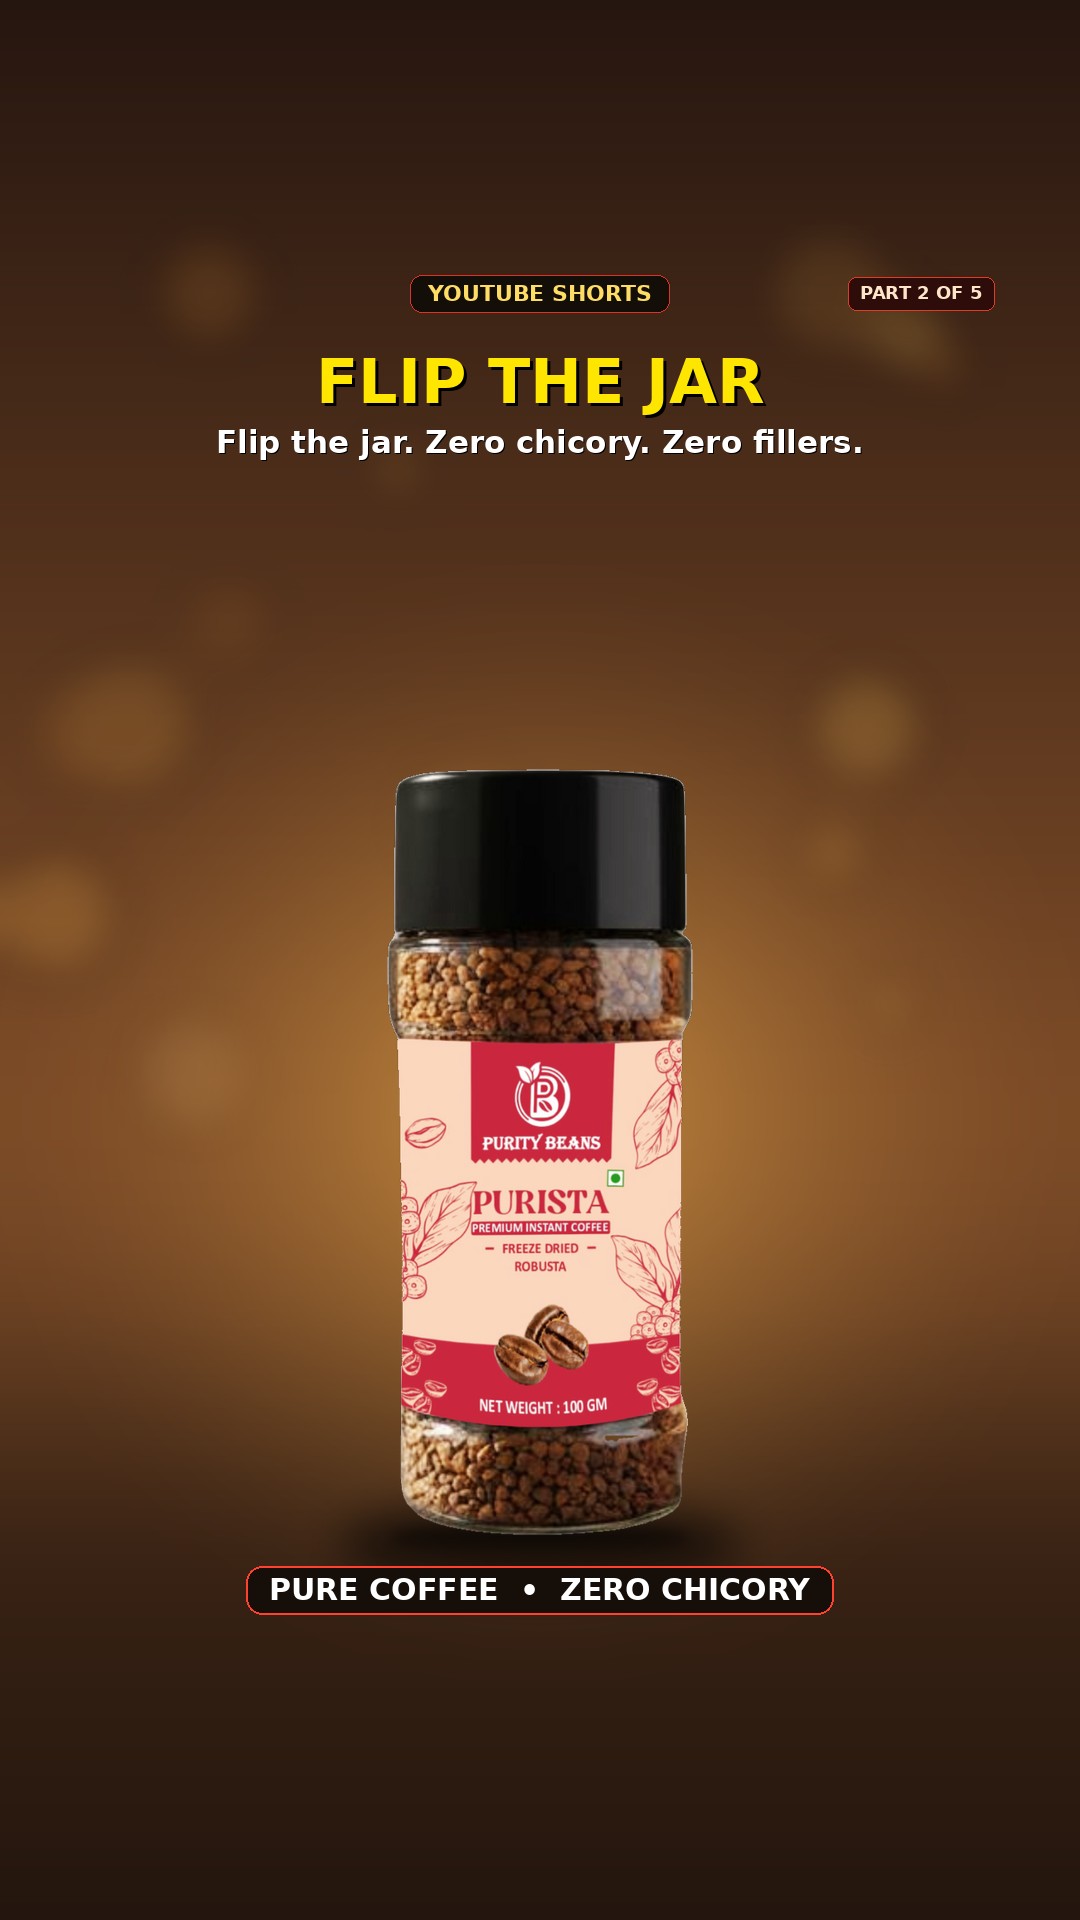 YOUTUBE SHORTS
PART 2 OF 5
FLIP THE JAR
Flip the jar. Zero chicory. Zero fillers.
PURITY BEANS
PURISTA
PREMIUM INSTANT COFFEE
– FREEZE DRIED –
ROBUSTA
NET WEIGHT : 100 GM
PURE COFFEE • ZERO CHICORY